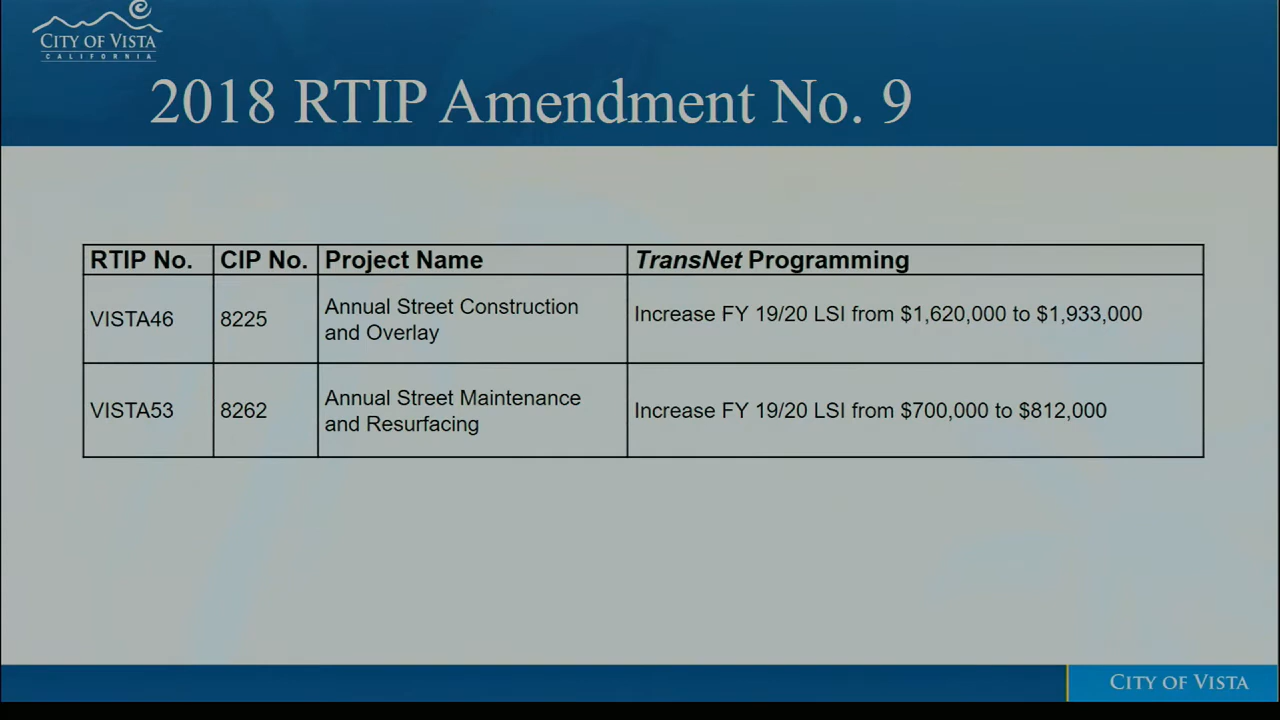 CITY OF VISTA
CALIFORNIA
2018 RTIP Amendment No. 9
RTIP No. CIP No. Project Name TransNet Programming
VISTA46 8225 Annual Street Construction and Overlay Increase FY 19/20 LSI from $1,620,000 to $1,933,000
VISTA53 8262 Annual Street Maintenance and Resurfacing Increase FY 19/20 LSI from $700,000 to $812,000
CITY OF VISTA